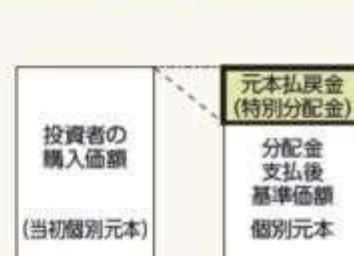 投資者の
購入価額
(当初個別元本)
元本払戻金
(特別分配金)
分配金
支払後
基準価額
個別元本